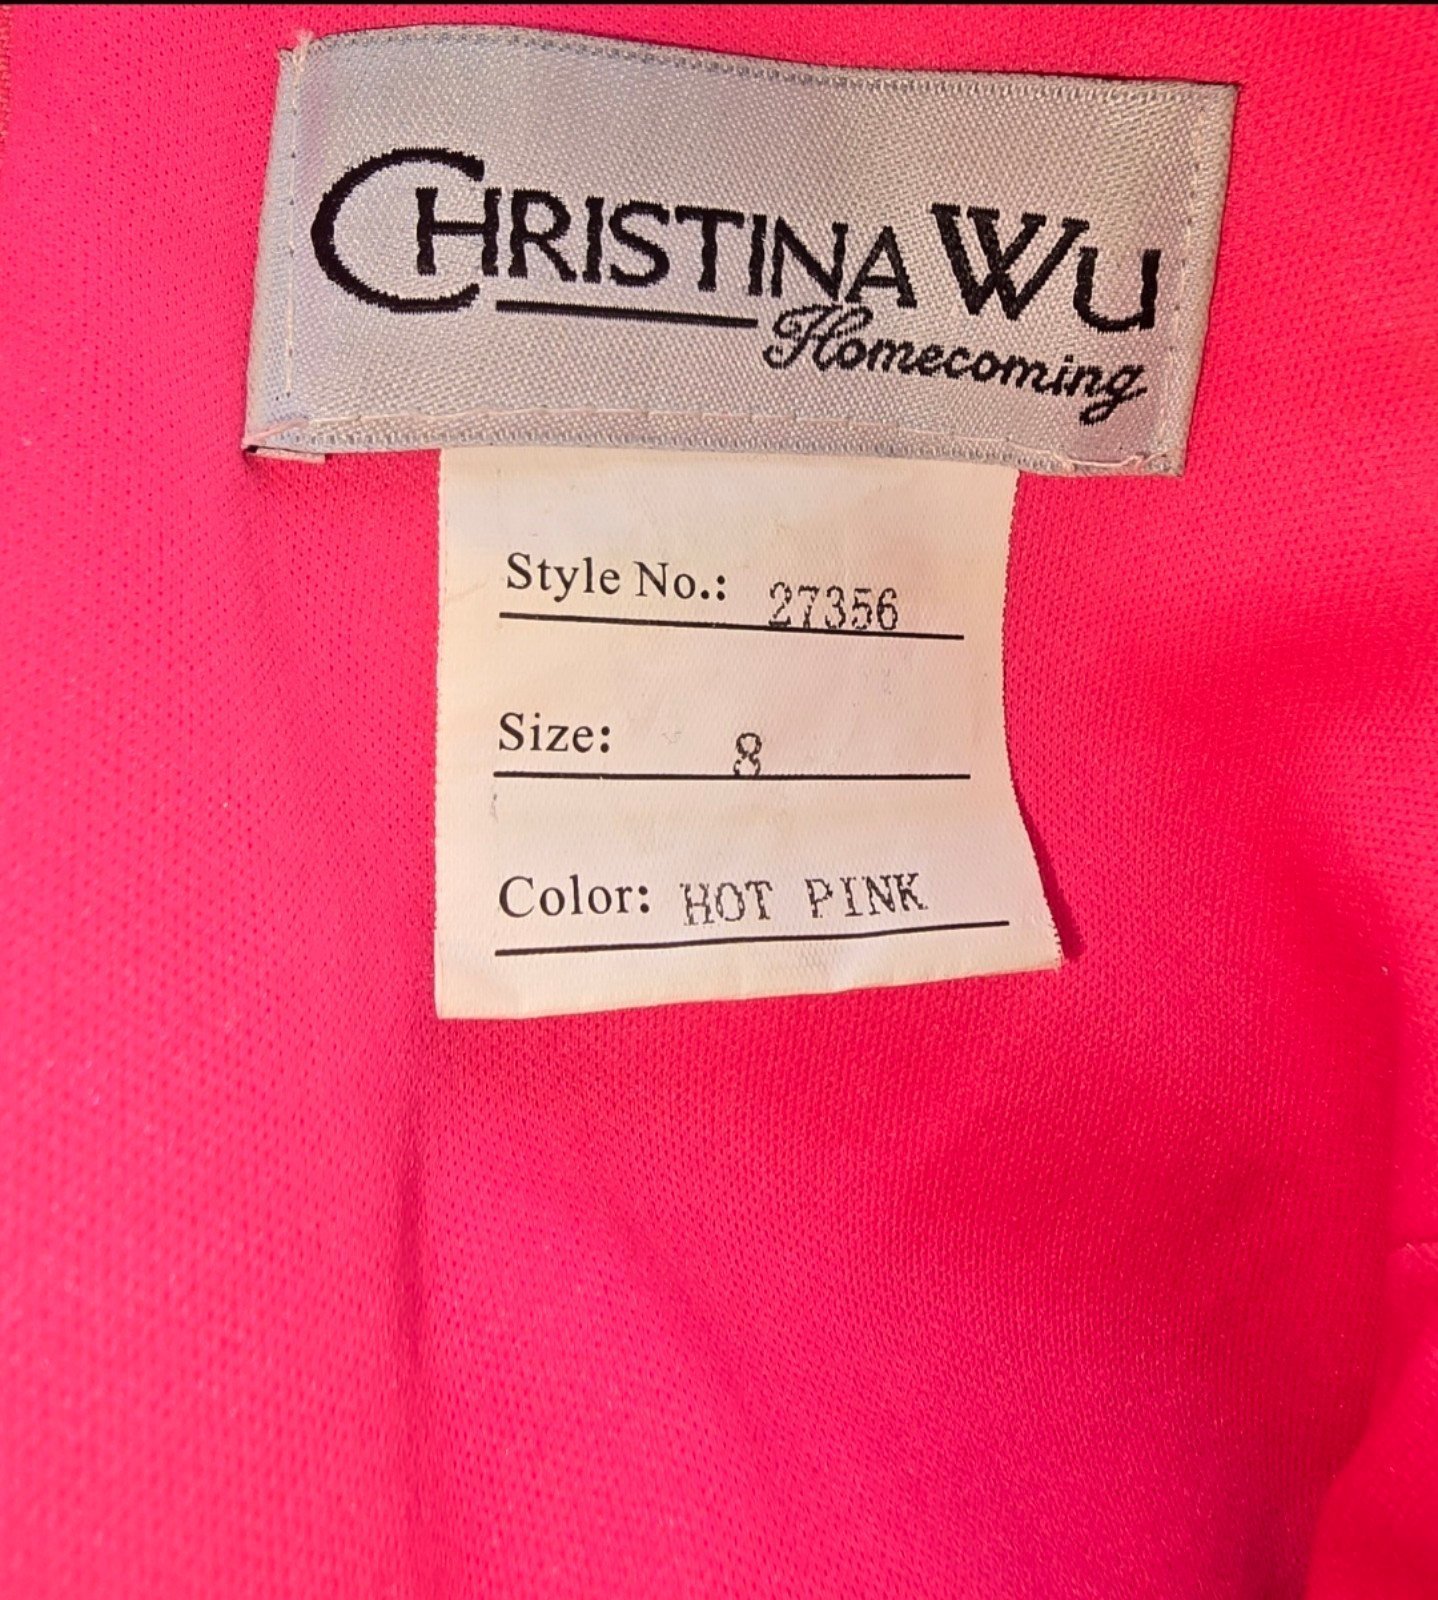 CHRISTINA WU
Homecoming
Style No.: 27356
Size: 8
Color: HOT PINK